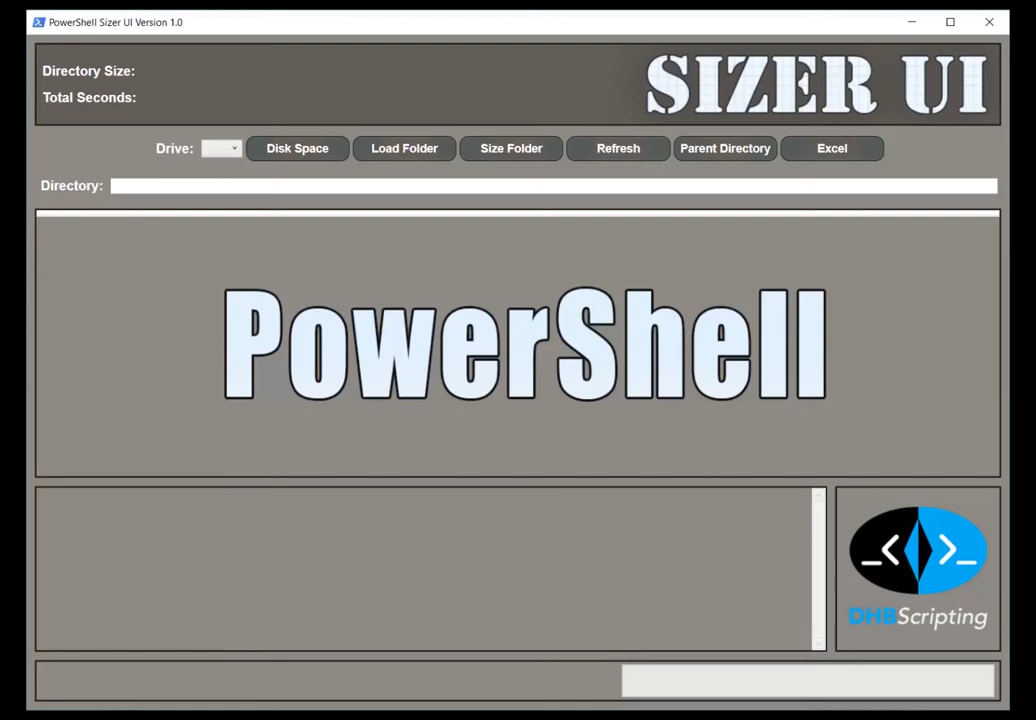 PowerShell Sizer UI Version 1.0
Directory Size:
SIZER UI
Total Seconds:
Drive:
Disk Space
Load Folder
Size Folder
Refresh
Parent Directory
Excel
Directory:
PowerShell
_<>_
DHBScripting